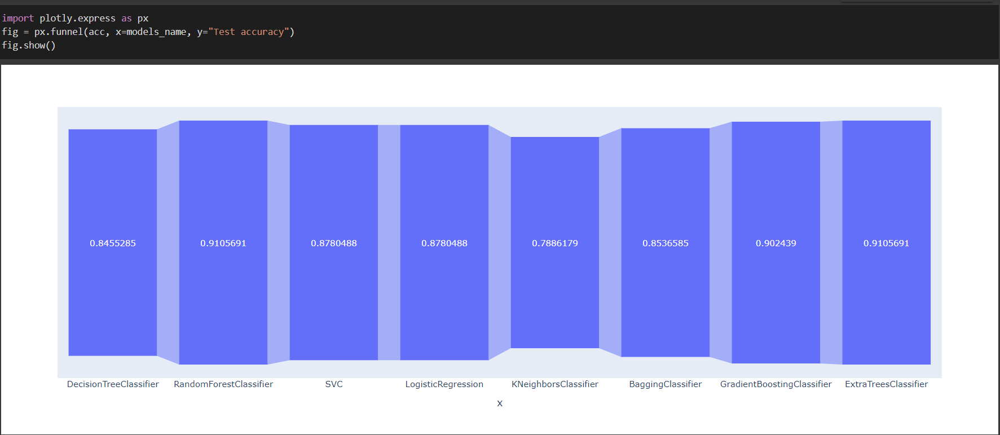 import plotly.express as px
fig = px.funnel(acc, x=models_name, y="Test accuracy")
fig.show()
0.8455285 0.9105691 0.8780488 0.8780488 0.7886179 0.8536585 0.902439 0.9105691
DecisionTreeClassifier RandomForestClassifier SVC LogisticRegression KNeighborsClassifier BaggingClassifier GradientBoostingClassifier ExtraTreesClassifier
x